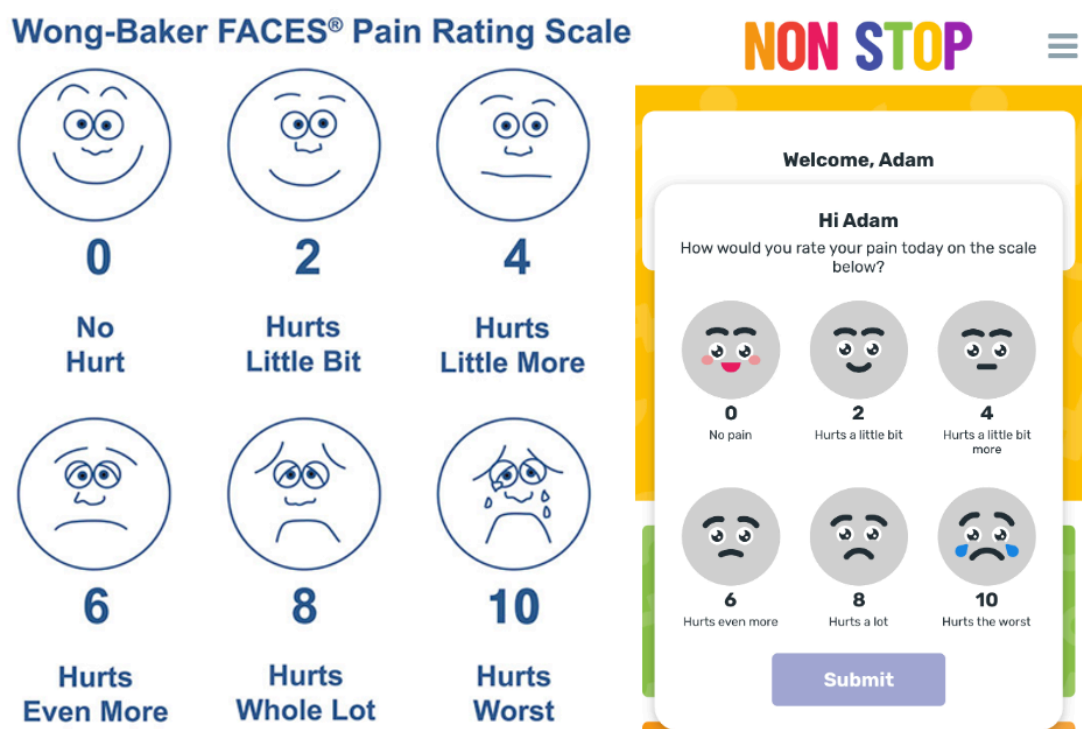 Wong-Baker FACES® Pain Rating Scale
0
2
4
No
Hurt
Hurts
Little Bit
Hurts
Little More
6
8
10
Hurts
Even More
Hurts
Whole Lot
Hurts
Worst
NON STOP
Welcome, Adam
Hi Adam
How would you rate your pain today on the scale
below?
0
2
4
No pain
Hurts a little bit
Hurts a little bit
more
6
8
10
Hurts even more
Hurts a lot
Hurts the worst
Submit